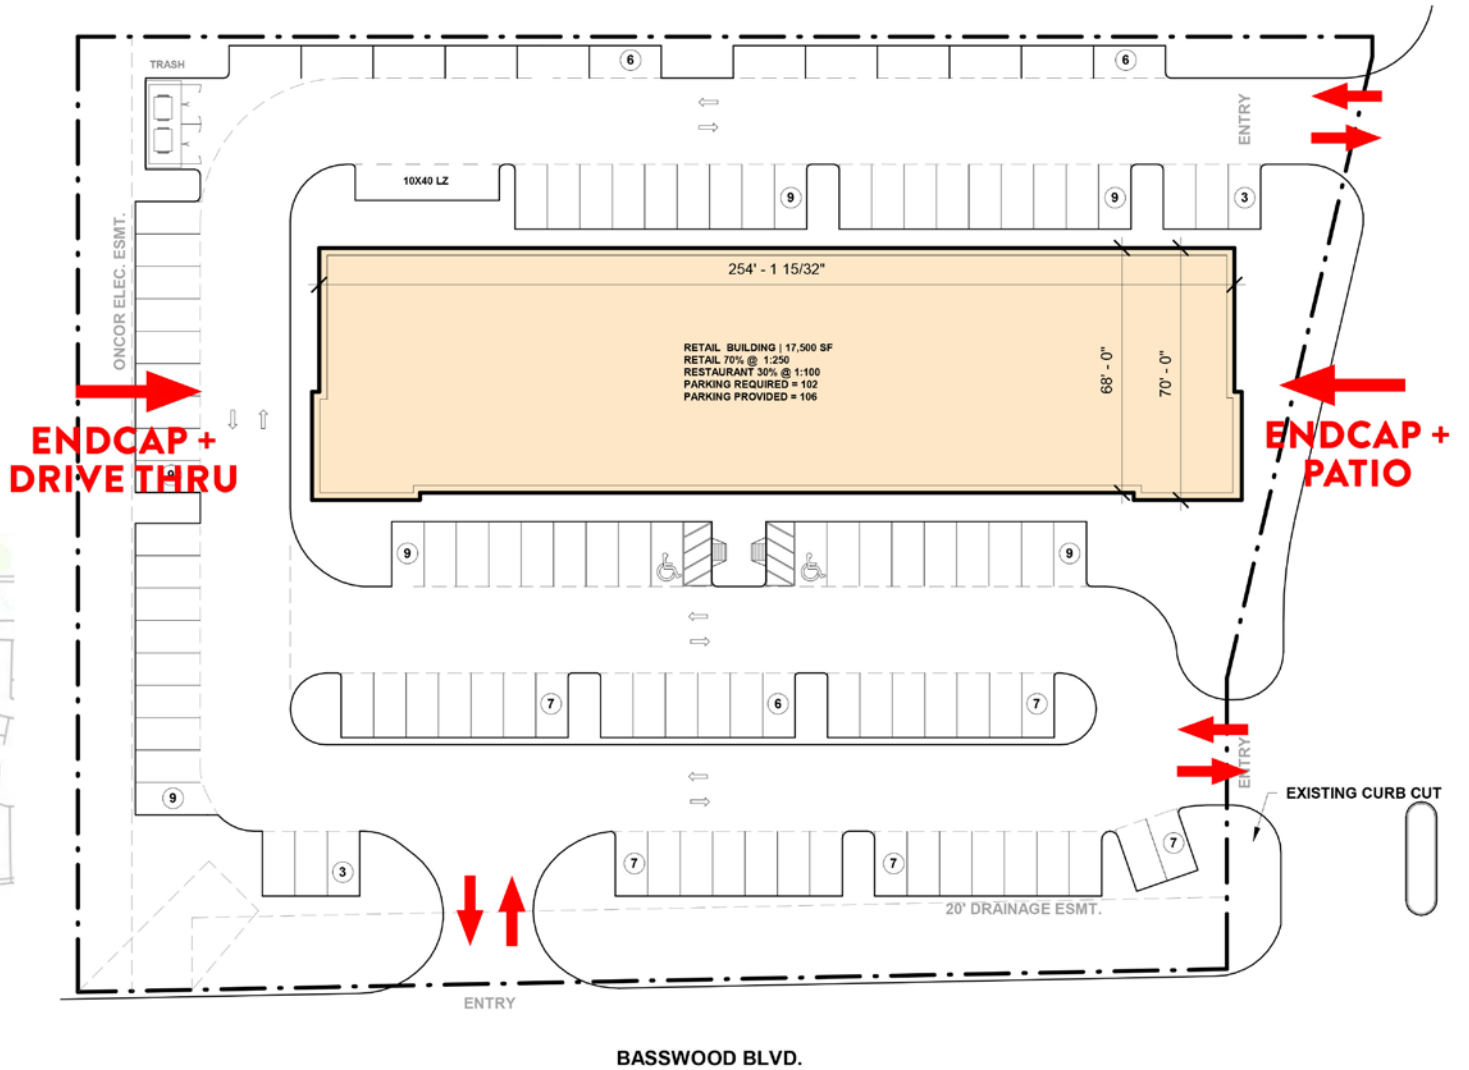 6
6
TRASH
ENTRY
10X40 LZ
9
9
3
ONCOR ELEC. ESMT.
254' - 1 15/32"
RETAIL BUILDING | 17,500 SF
RETAIL 70% @ 1:250
RESTAURANT 30% @ 1:100
PARKING REQUIRED = 102
PARKING PROVIDED = 106
68' - 0"
70' - 0"
ENDCAP +
DRIVE THRU
9
ENDCAP +
PATIO
9
9
7
6
7
ENTRY
EXISTING CURB CUT
9
3
7
7
7
20' DRAINAGE ESMT.
ENTRY
BASSWOOD BLVD.